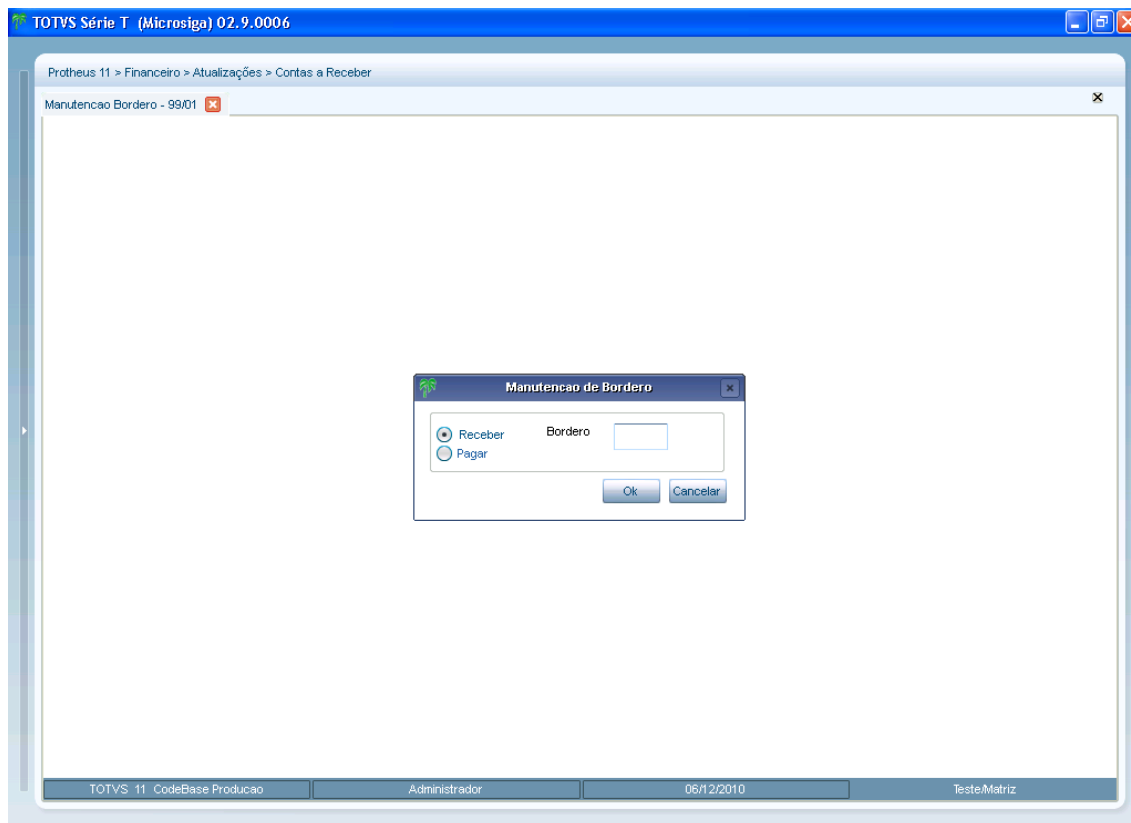 TOTVS Série T (Microsiga) 02.9.0006
Protheus 11 > Financeiro > Atualizações > Contas a Receber
Manutencao Bordero - 99/01
Manutencao de Bordero
Receber
Bordero
Pagar
Ok
Cancelar
TOTVS 11 CodeBase Producao
Administrador
06/12/2010
Teste/Matriz